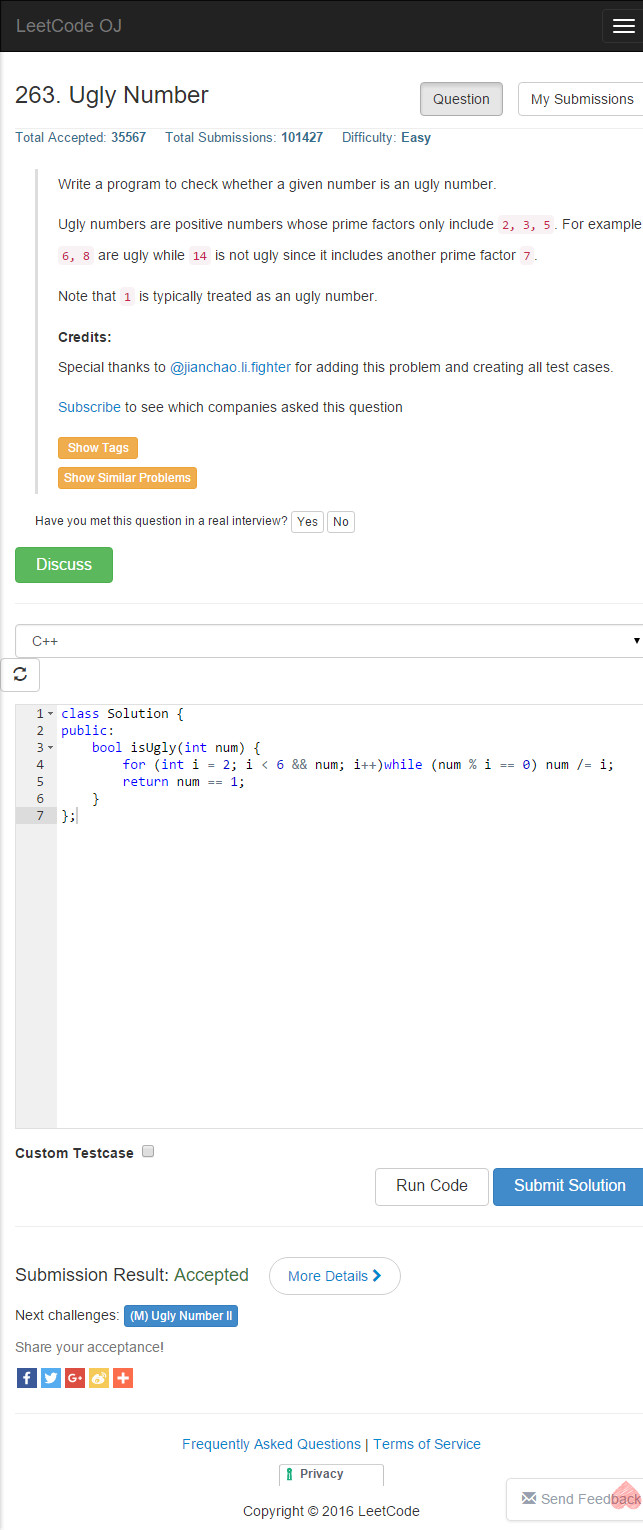 LeetCode OJ
263. Ugly Number
Question
My Submissions
Total Accepted: 35567 Total Submissions: 101427 Difficulty: Easy
Write a program to check whether a given number is an ugly number.
Ugly numbers are positive numbers whose prime factors only include 2, 3, 5. For example
6, 8 are ugly while 14 is not ugly since it includes another prime factor 7.
Note that 1 is typically treated as an ugly number.
Credits:
Special thanks to @jianchao.li.fighter for adding this problem and creating all test cases.
Subscribe to see which companies asked this question
Show Tags
Show Similar Problems
Have you met this question in a real interview? Yes No
Discuss
C++
1 class Solution {
2 public:
3     bool isUgly(int num) {
4         for (int i = 2; i < 6 && num; i++)while (num % i == 0) num /= i;
5         return num == 1;
6     }
7 };
Custom Testcase
Run Code
Submit Solution
Submission Result: Accepted
More Details
Next challenges: (M) Ugly Number II
Share your acceptance!
Frequently Asked Questions | Terms of Service
Privacy
Copyright © 2016 LeetCode
Send Feedback